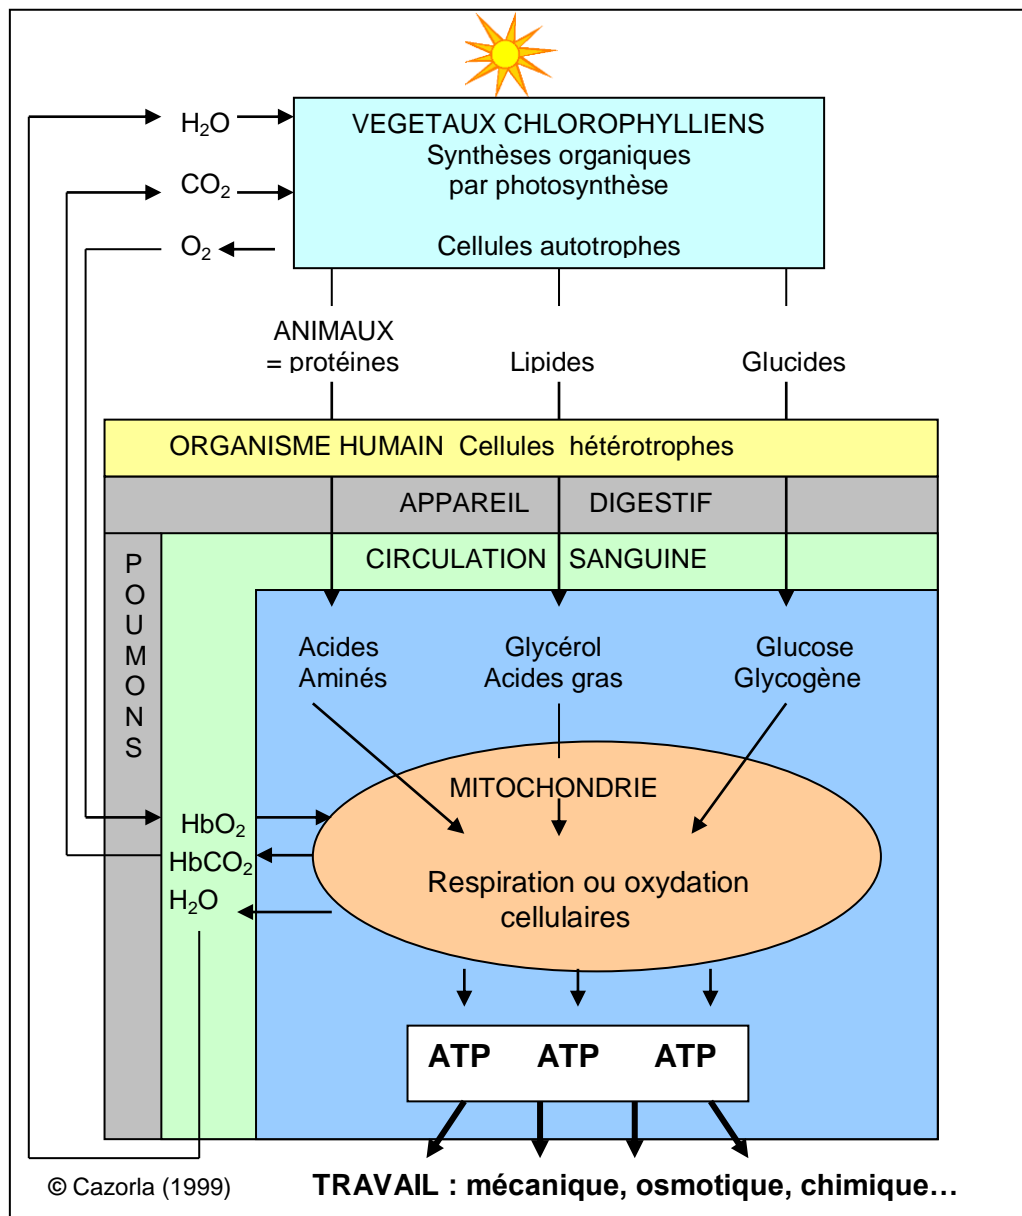 H₂O
VEGETAUX CHLOROPHYLLIENS
Synthèses organiques
par photosynthèse
CO₂
O₂
Cellules autotrophes
ANIMAUX
= protéines
Lipides
Glucides
ORGANISME HUMAIN Cellules hétérotrophes
APPAREIL DIGESTIF
POUMONS
CIRCULATION SANGUINE
Acides
Aminés
Glycérol
Acides gras
Glucose
Glycogène
MITOCHONDRIE
HbO₂
HbCO₂
H₂O
Respiration ou oxydation
cellulaires
ATP ATP ATP
© Cazorla (1999)
TRAVAIL : mécanique, osmotique, chimique…